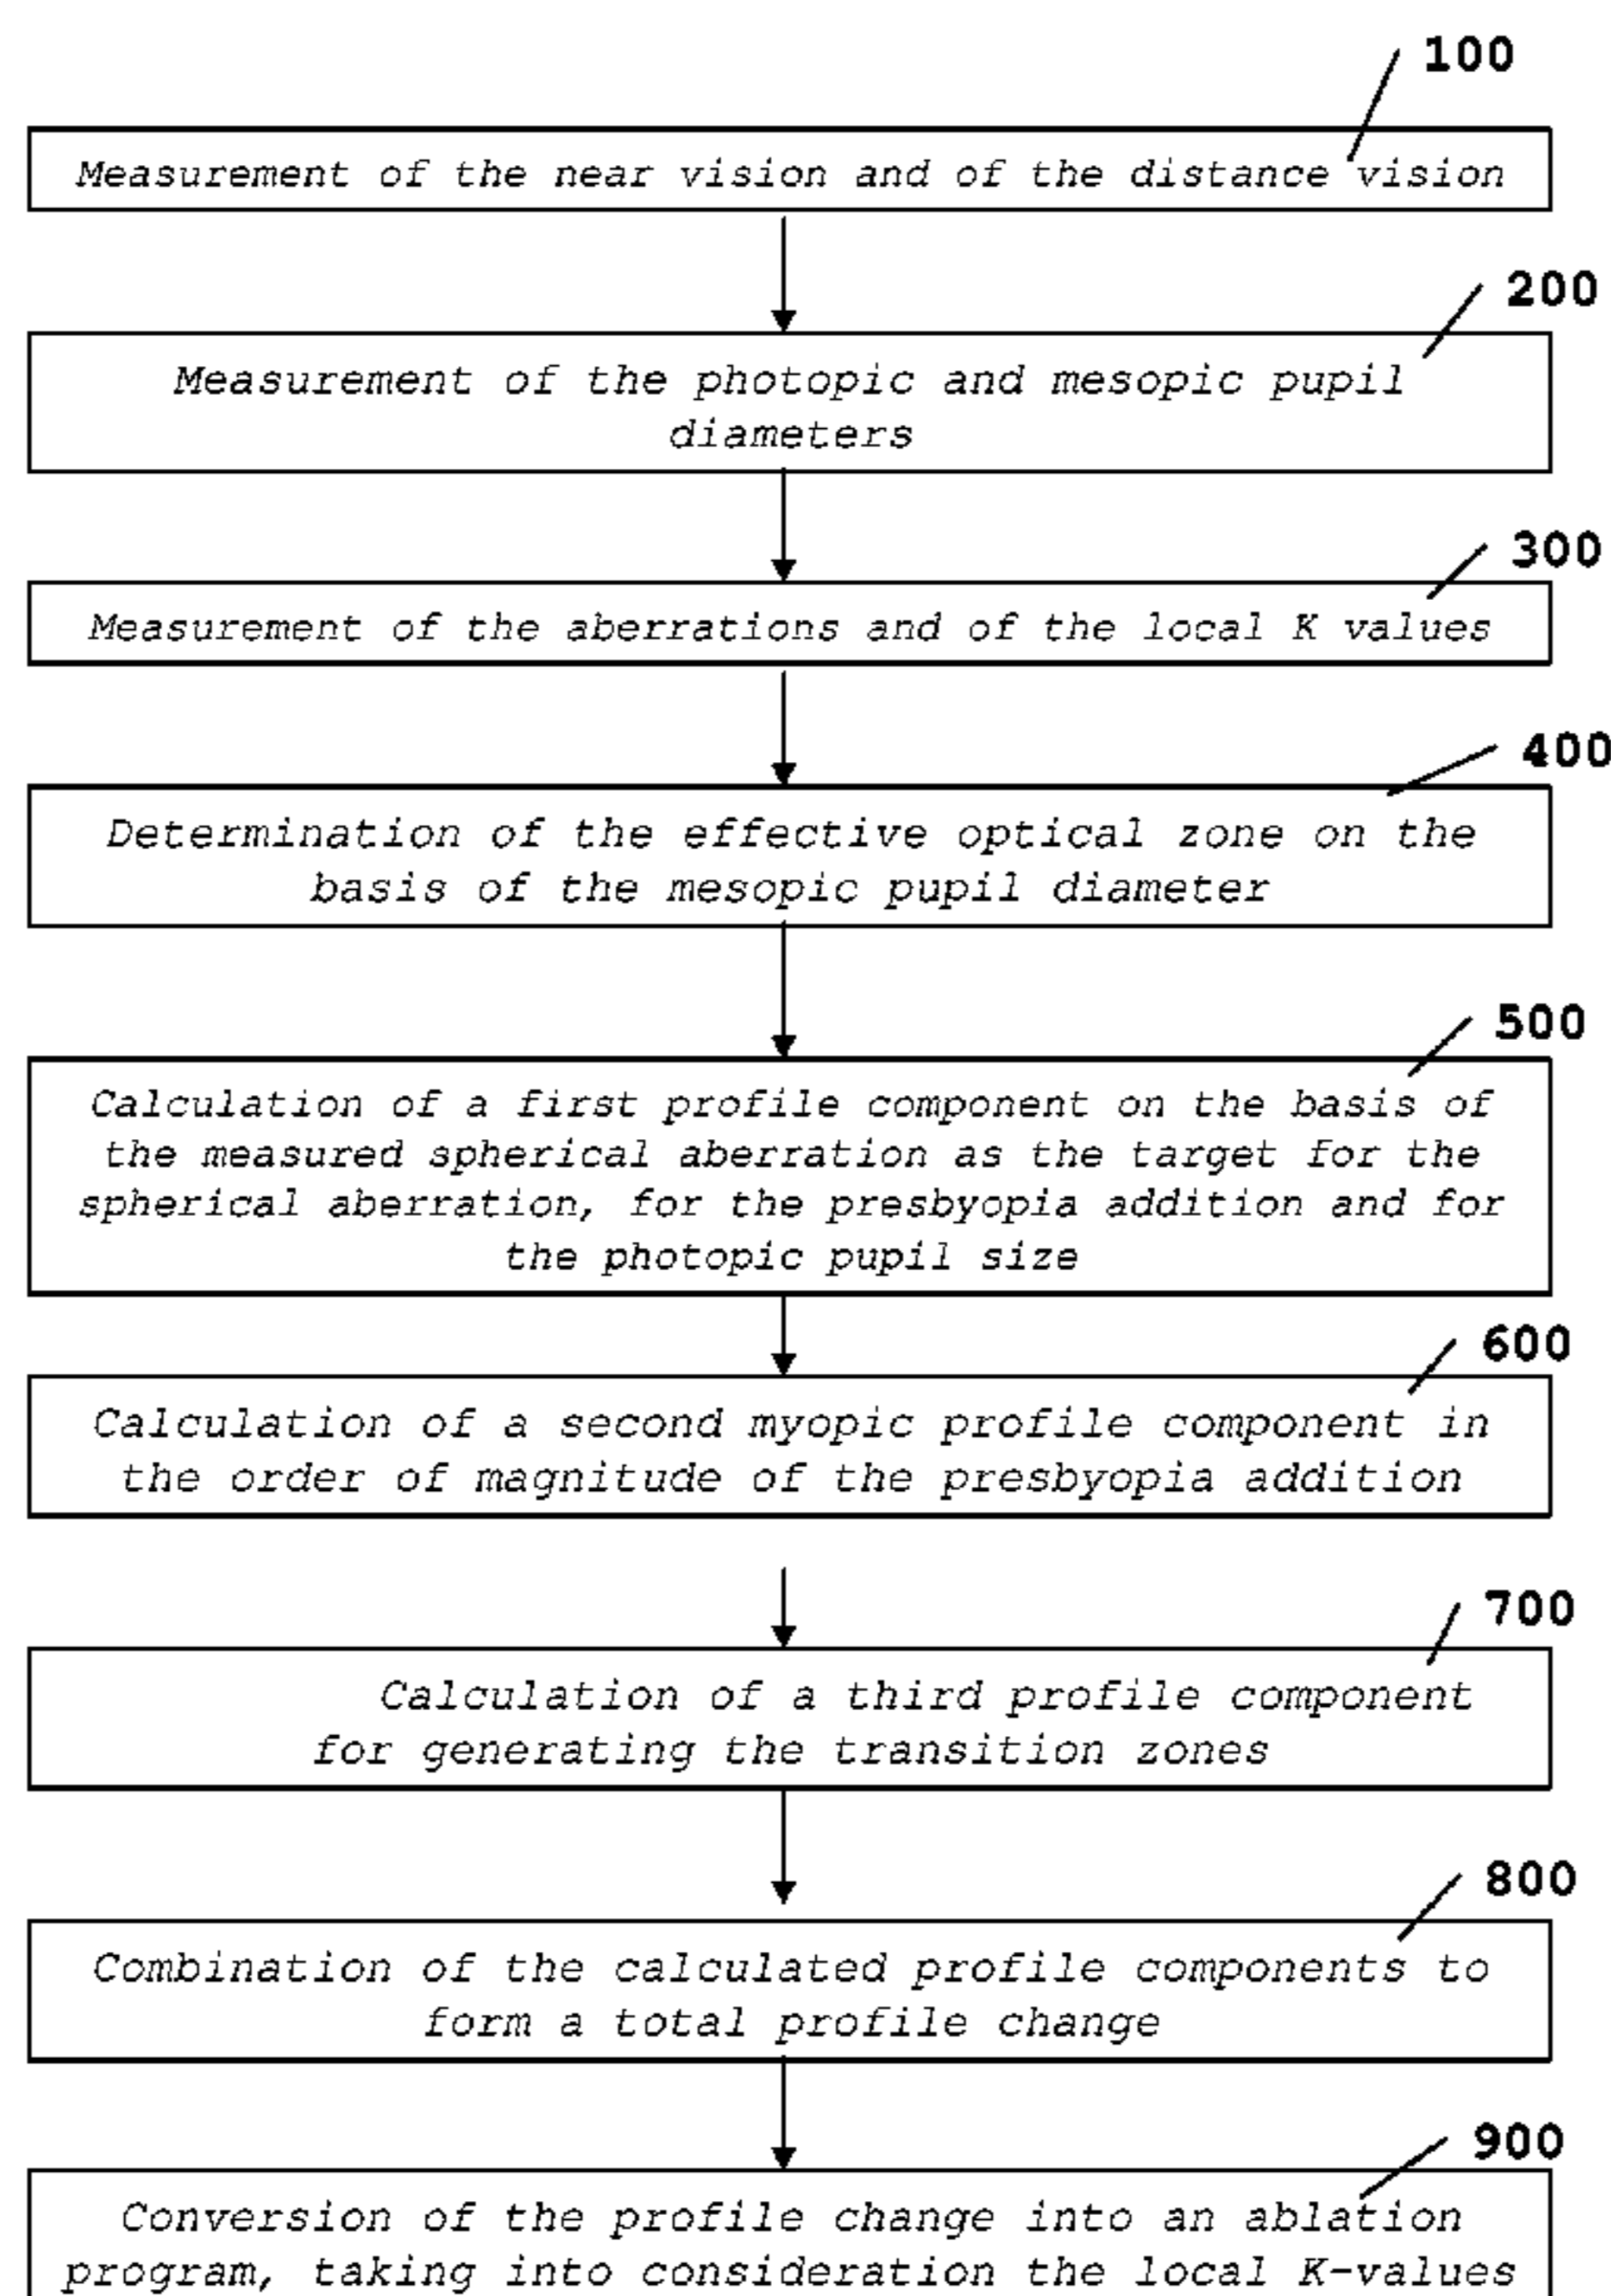 100
Measurement of the near vision and of the distance vision
200
Measurement of the photopic and mesopic pupil
diameters
300
Measurement of the aberrations and of the local K values
400
Determination of the effective optical zone on the
basis of the mesopic pupil diameter
500
Calculation of a first profile component on the basis of
the measured spherical aberration as the target for the
spherical aberration, for the presbyopia addition and for
the photopic pupil size
600
Calculation of a second myopic profile component in
the order of magnitude of the presbyopia addition
700
Calculation of a third profile component
for generating the transition zones
800
Combination of the calculated profile components to
form a total profile change
900
Conversion of the profile change into an ablation
program, taking into consideration the local K-values